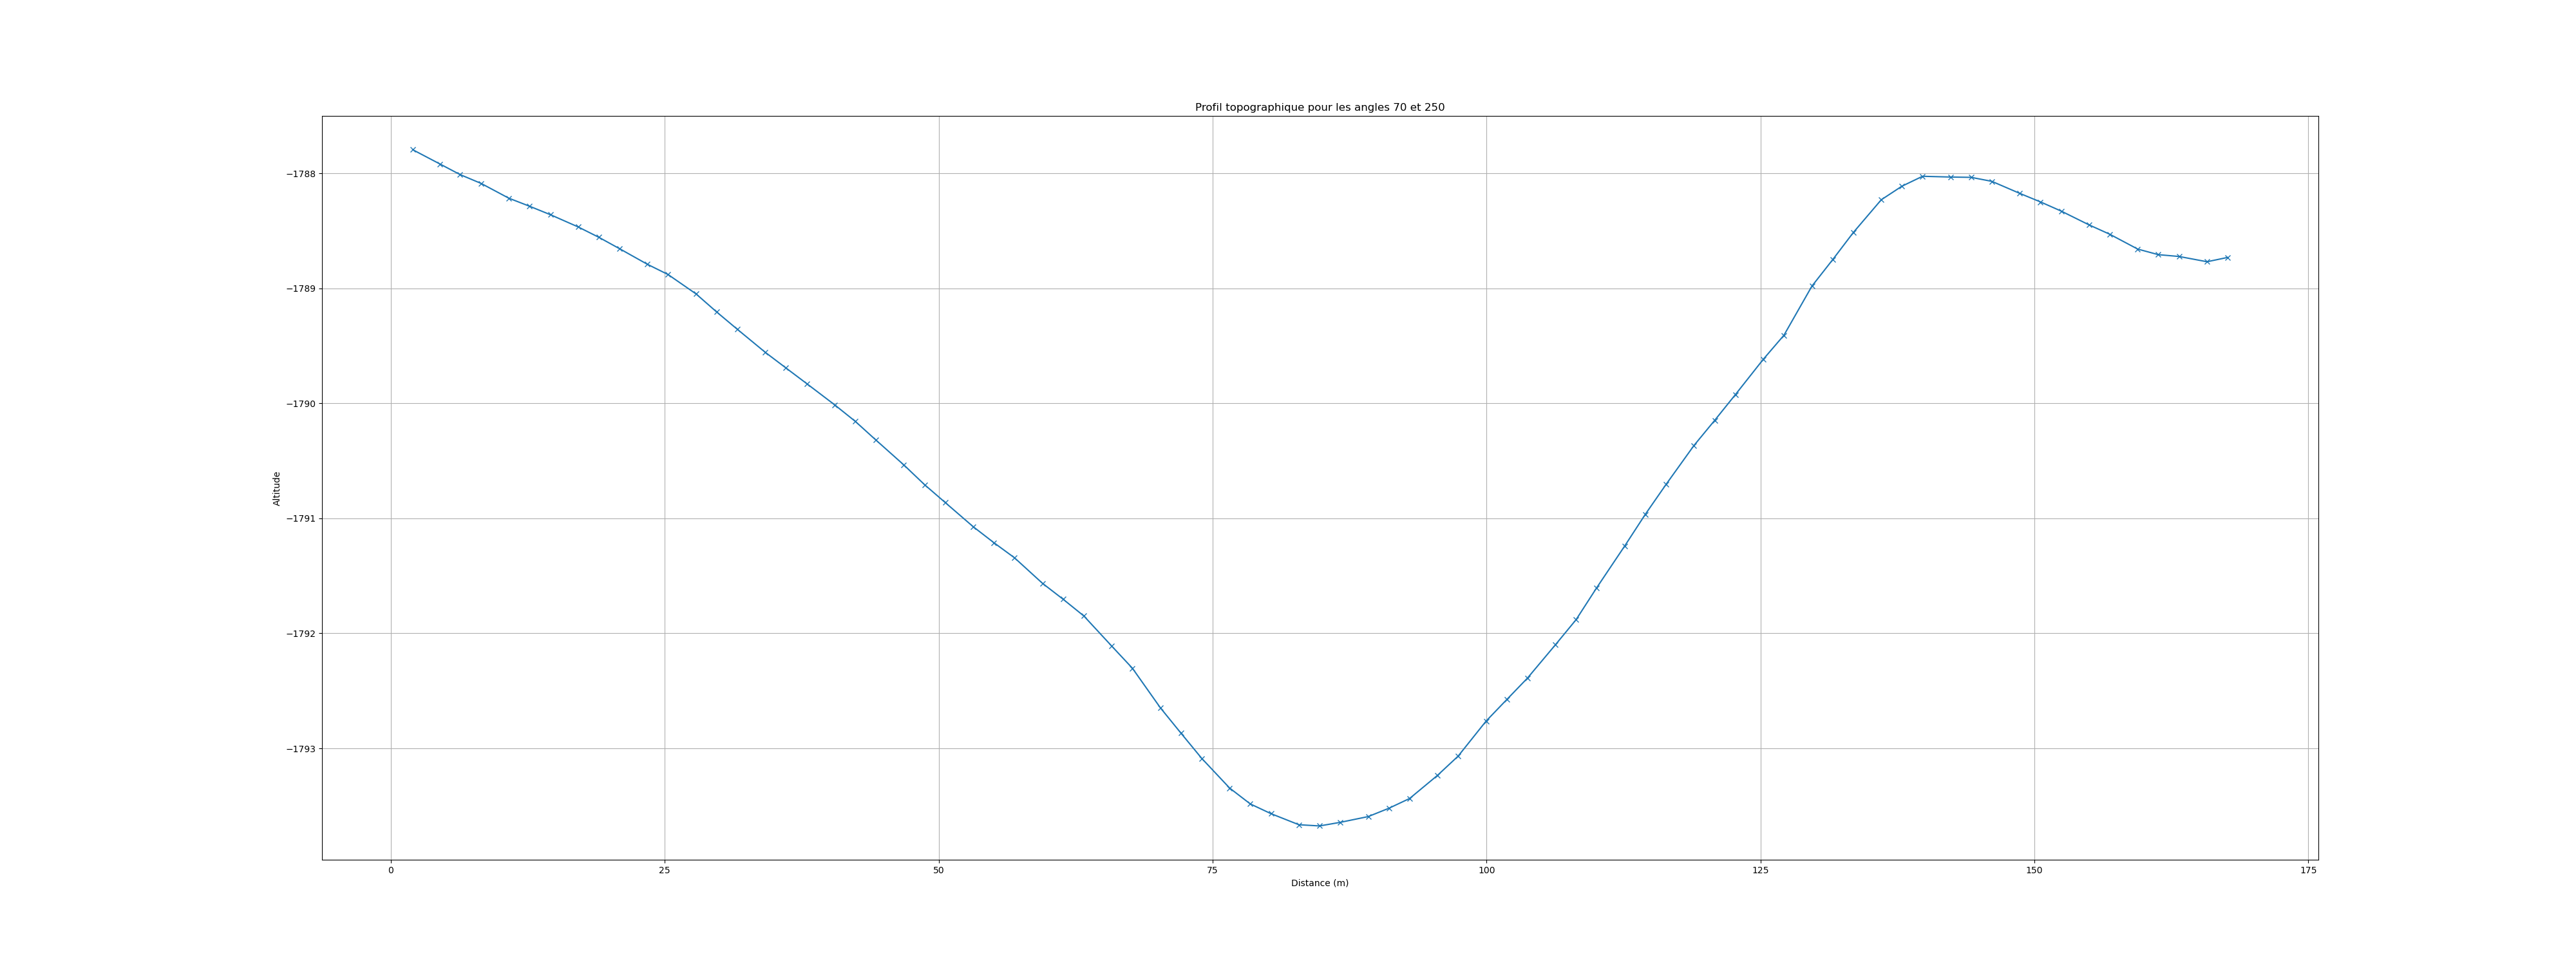 Profil topographique pour les angles 70 et 250
−1788
−1789
−1790
−1791
−1792
−1793
Altitude
0 25 50 75 100 125 150 175
Distance (m)